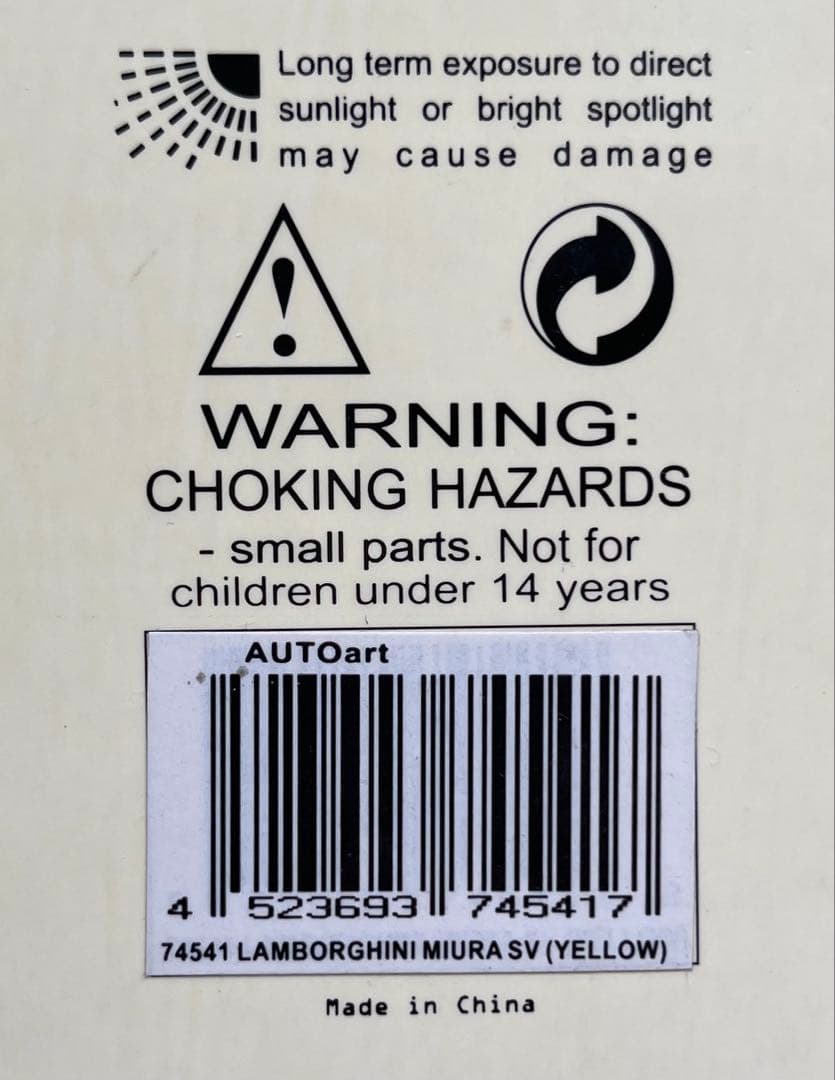 Long term exposure to direct
sunlight or bright spotlight
may cause damage
WARNING:
CHOKING HAZARDS
- small parts. Not for
children under 14 years
AUTOart
4 523693 745417
74541 LAMBORGHINI MIURA SV (YELLOW)
Made in China